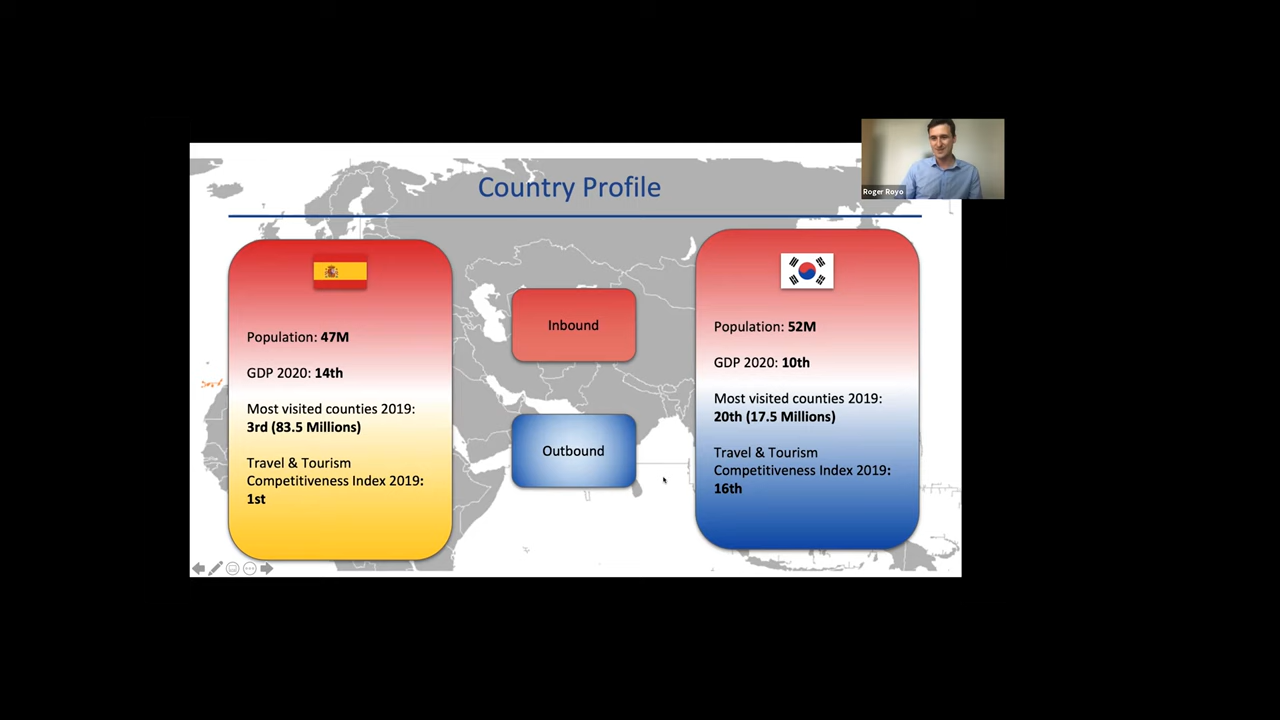 Country Profile
Roger Royo
Population: 47M
GDP 2020: 14th
Most visited counties 2019:
3rd (83.5 Millions)
Travel & Tourism
Competitiveness Index 2019:
1st
Inbound
Outbound
Population: 52M
GDP 2020: 10th
Most visited counties 2019:
20th (17.5 Millions)
Travel & Tourism
Competitiveness Index 2019:
16th